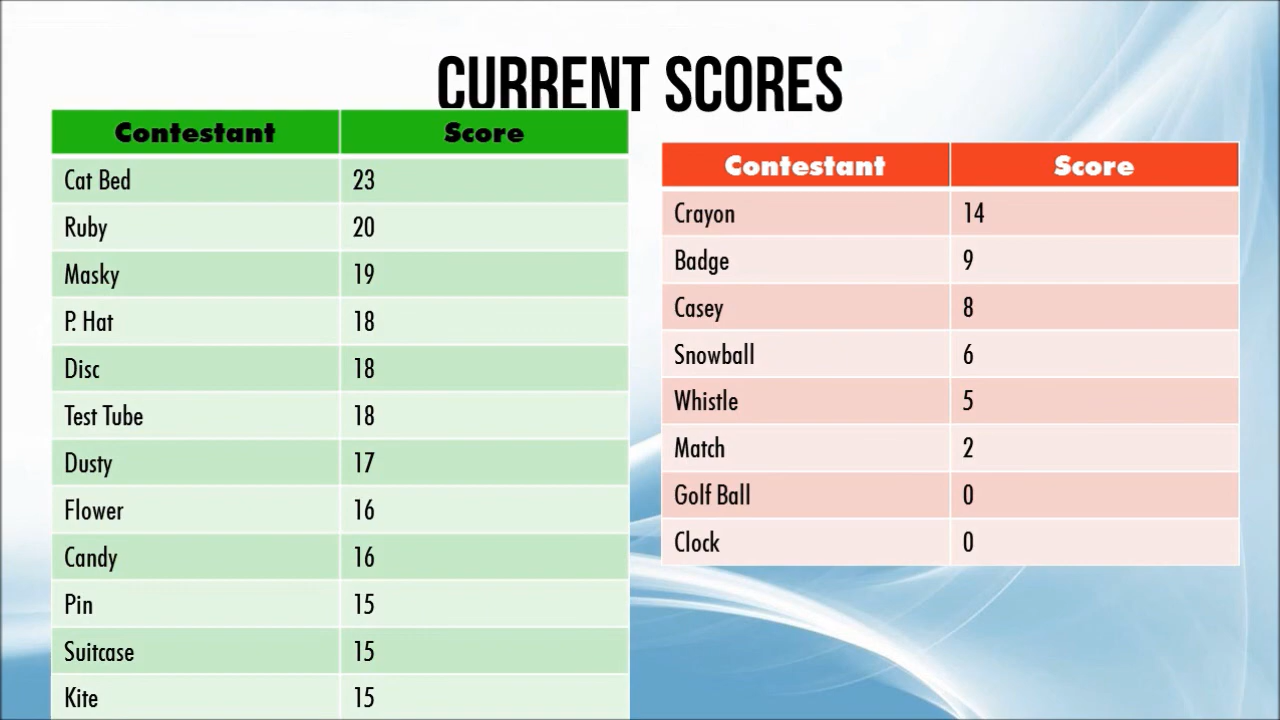 CURRENT SCORES
Contestant Score
Cat Bed 23
Ruby 20
Masky 19
P. Hat 18
Disc 18
Test Tube 18
Dusty 17
Flower 16
Candy 16
Pin 15
Suitcase 15
Kite 15
Contestant Score
Crayon 14
Badge 9
Casey 8
Snowball 6
Whistle 5
Match 2
Golf Ball 0
Clock 0